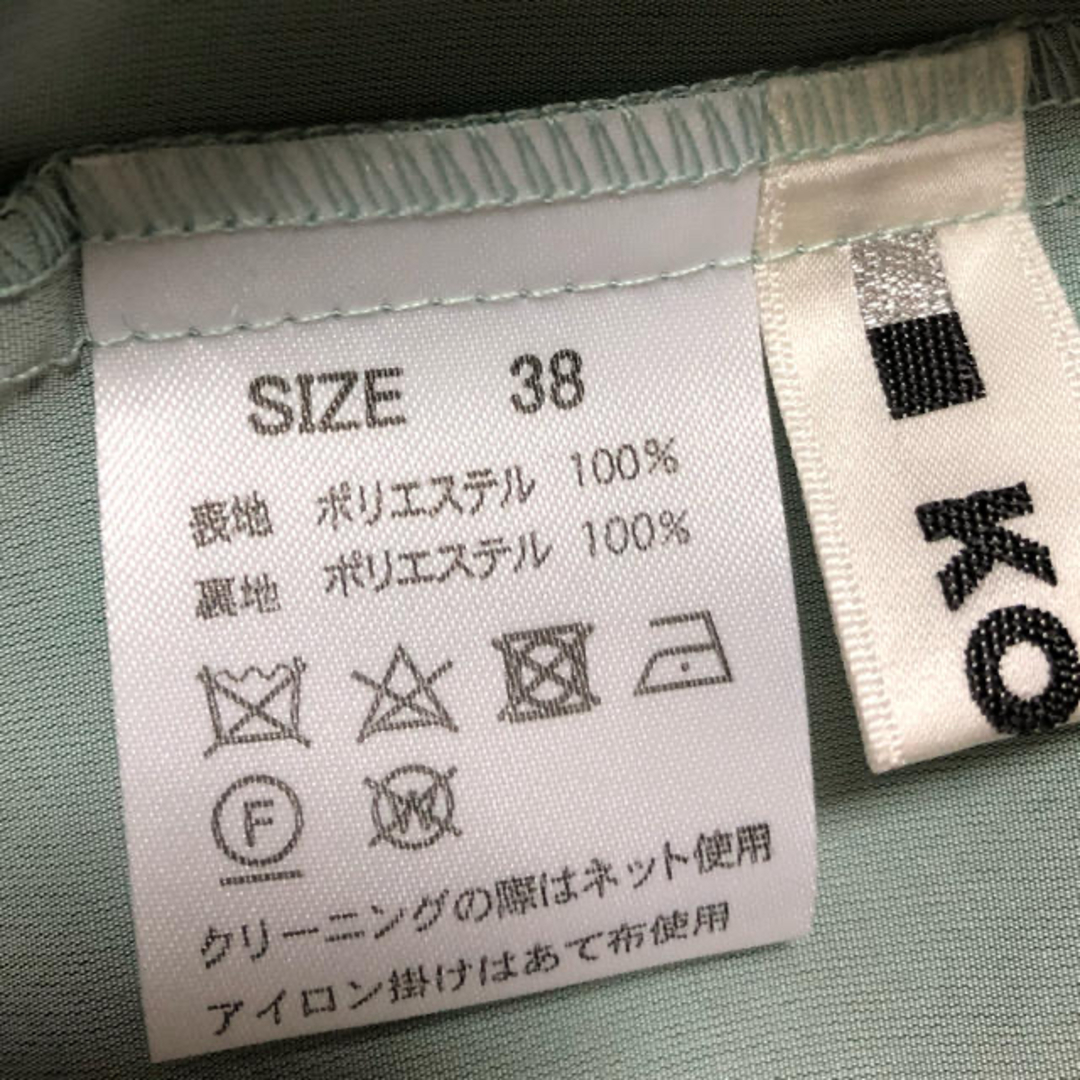 SIZE 38
表地 ポリエステル 100%
裏地 ポリエステル 100%
F W
クリーニングの際はネット使用
アイロン掛けはあて布使用
KO